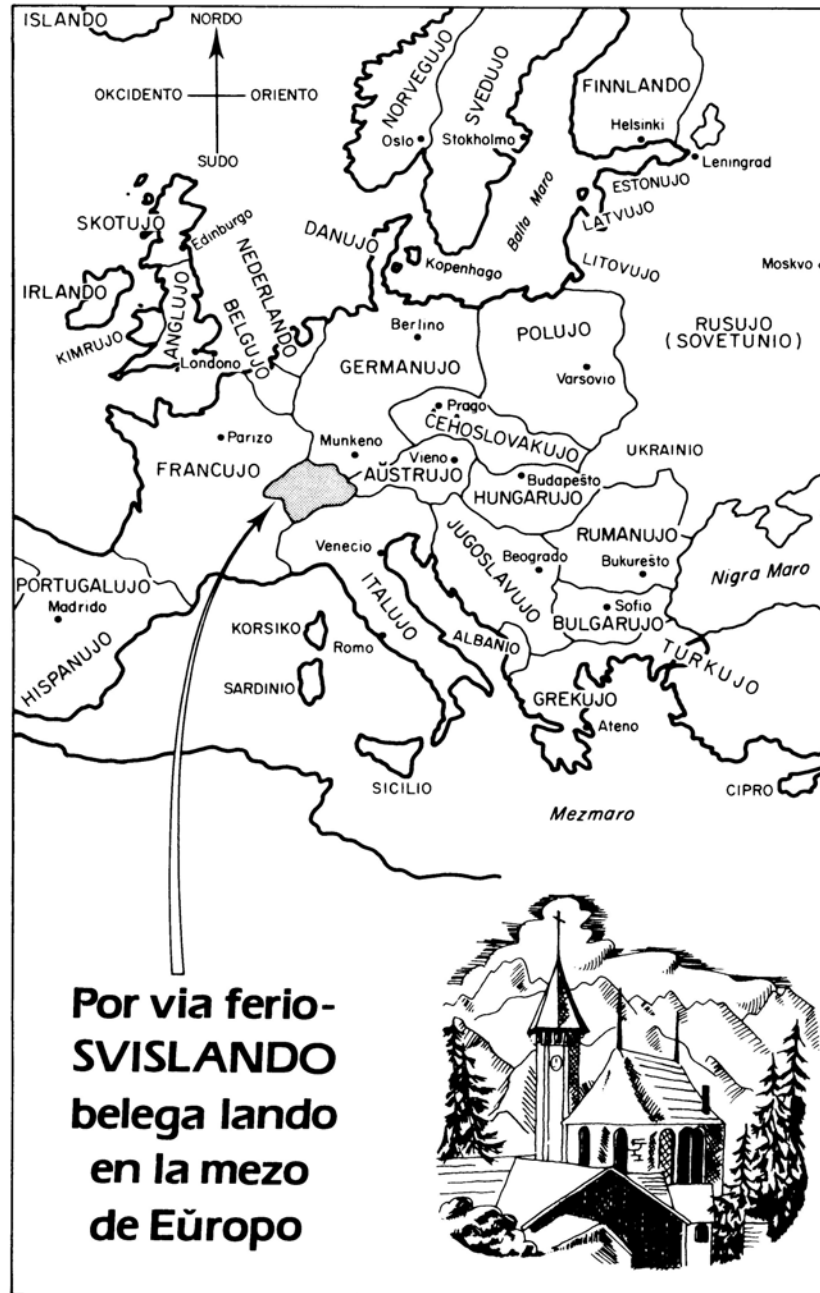 ISLANDO
NORDO
OKCIDENTO
ORIENTO
SUDO
NORVEGUJO
SVEDUJO
FINNLANDO
Oslo
Stokholmo
Helsinki
Leningrad
ESTONUJO
LATVUJO
LITOVUJO
Balta Maro
Moskvo
SKOTUJO
Edinburgo
DANUJO
Kopenhago
IRLANDO
KIMRUJO
ANGLUJO
Londono
NEDERLANDO
BELGUJO
Berlino
GERMANUJO
POLUJO
Varsovio
RUSUJO
(SOVETUNIO)
Parizo
FRANCUJO
Munkeno
Prago
ĈEHOSLOVAKUJO
Vieno
AŬSTRUJO
Budapeŝto
HUNGARUJO
UKRAINIO
RUMANUJO
Bukureŝto
Venecio
JUGOSLAVUJO
Beogrado
Nigra Maro
PORTUGALUJO
Madrido
HISPANUJO
KORSIKO
Romo
ITALUJO
ALBANIO
Sofio
BULGARUJO
TURKUJO
SARDINIO
GREKUJO
Ateno
SICILIO
CIPRO
Mezmaro
Por via ferio-
SVISLANDO
belega lando
en la mezo
de Eŭropo